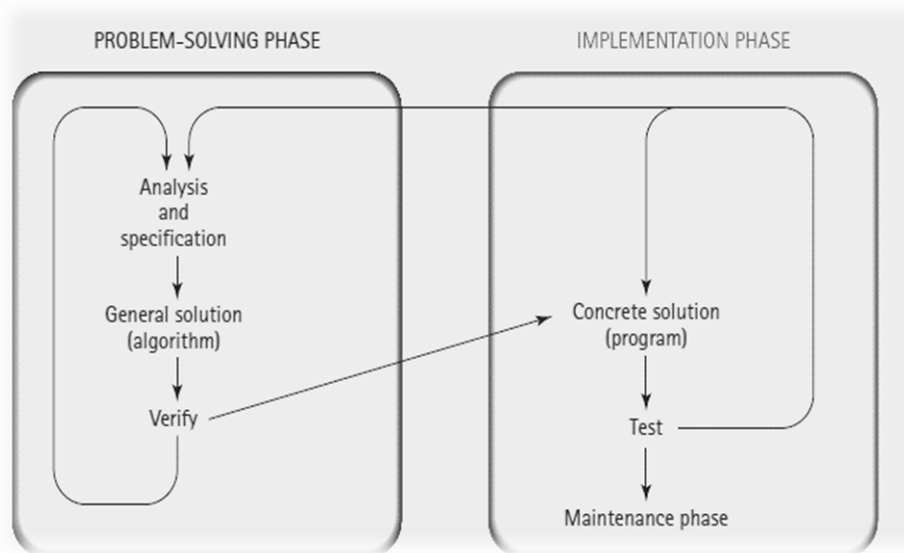 PROBLEM-SOLVING PHASE
Analysis
and
specification
General solution
(algorithm)
Verify
IMPLEMENTATION PHASE
Concrete solution
(program)
Test
Maintenance phase